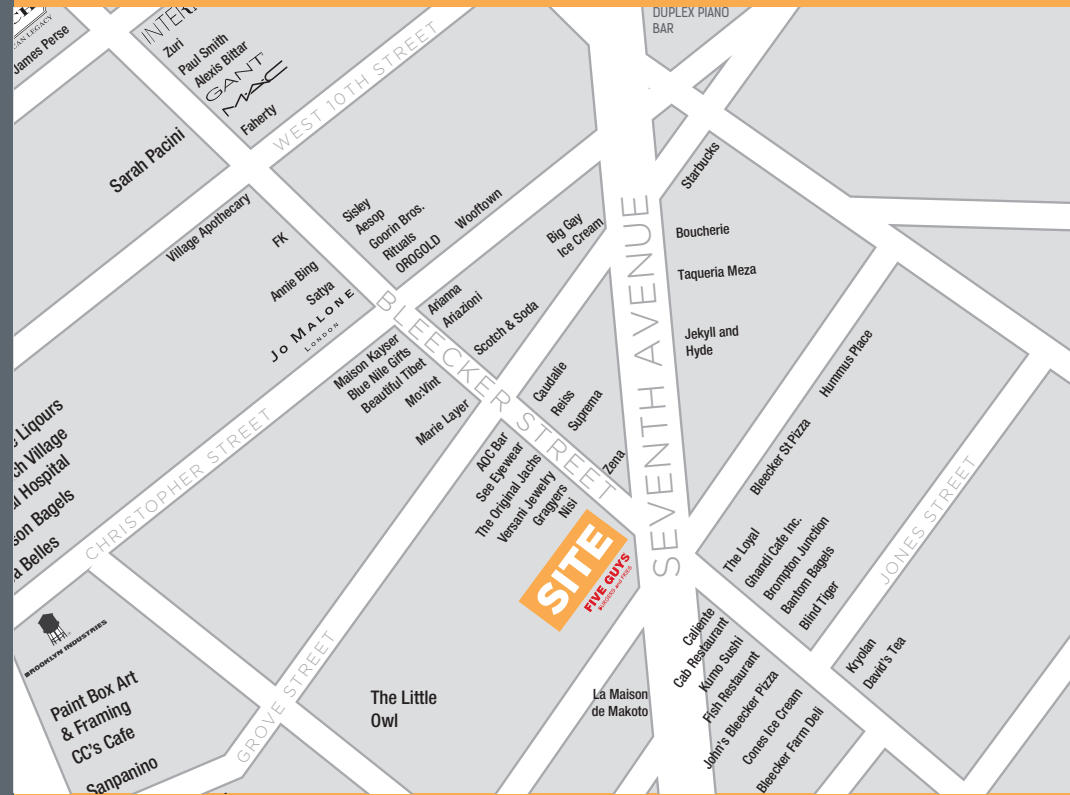 CAN LEGACY
James Perse
Zuri
Paul Smith
Alexis Bittar
GANT
MAC
Faherty
WEST 10TH STREET
DUPLEX PIANO
BAR
Sarah Pacini
Village Apothecary
FK
Annie Bing
Satya
JO MALONE
LONDON
Sisley
Aesop
Goorin Bros.
Rituals
OROGOLD
Wooftown
Big Gay
Ice Cream
Arianna
Ariazioni
Scotch & Soda
Starbucks
Boucherie
Taqueria Meza
Jekyll and
Hyde
SEVENTH AVENUE
BLEECKER STREET
Maison Kayser
Blue Nile Gifts
Beautiful Tibet
Mo:Vint
Marie Layer
Caudalie
Reiss
Suprema
Zena
AOC Bar
See Eyewear
The Original Jachs
Versani Jewelry
Gragyers
Nisi
SITE
FIVE GUYS
BURGERS and FRIES
Hummus Place
Bleecker St Pizza
The Loyal
Ghandi Cafe Inc.
Brompton Junction
Bantom Bagels
Blind Tiger
JONES STREET
Kryolan
David's Tea
Caliente
Cab Restaurant
Kumo Sushi
Fish Restaurant
John's Bleecker Pizza
Cones Ice Cream
Bleecker Farm Deli
La Maison
de Makoto
The Little
Owl
CHRISTOPHER STREET
GROVE STREET
Liqours
Village
Hospital
Bagels
Belles
BROOKLYN INDUSTRIES
Paint Box Art
& Framing
CC's Cafe
Sanpanino